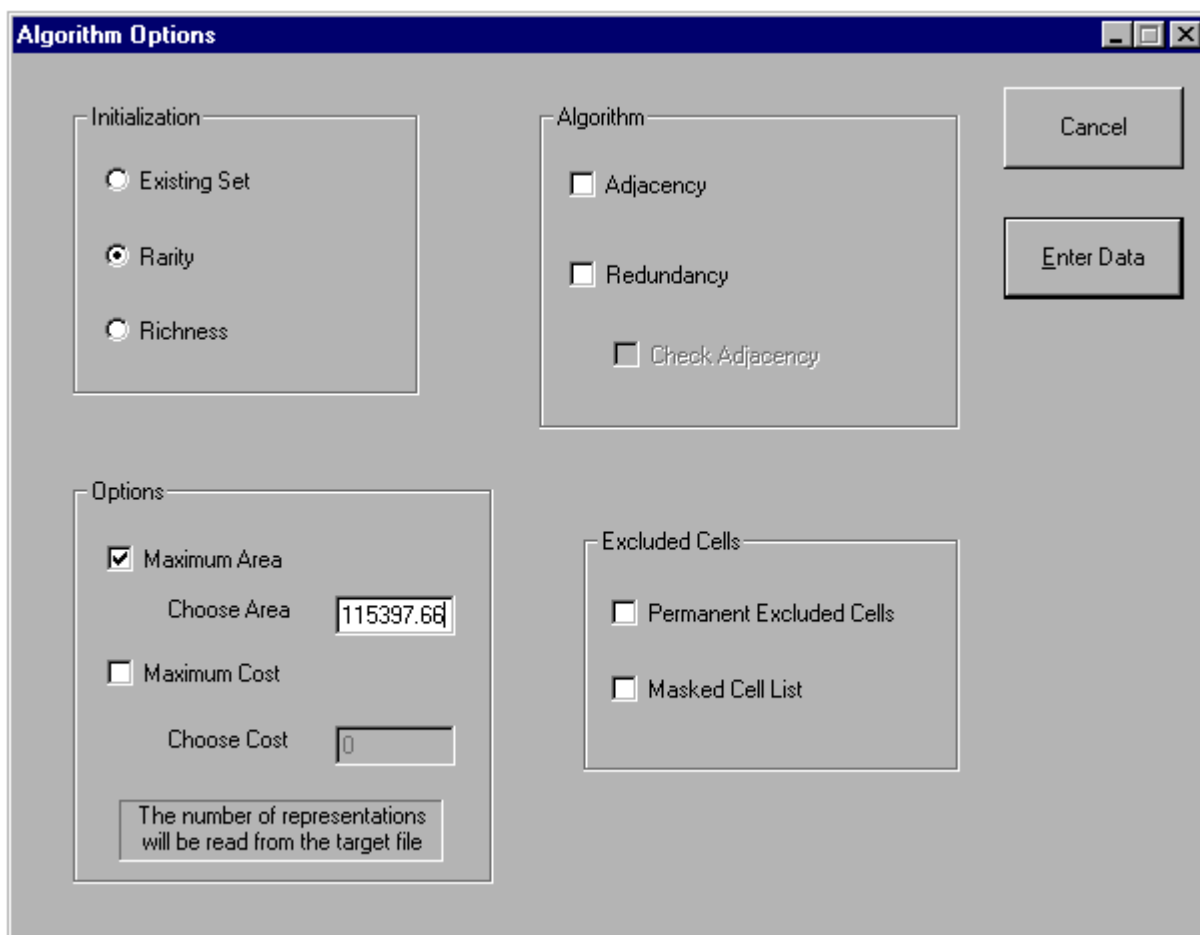 Algorithm Options
Initialization
Existing Set
Rarity
Richness
Algorithm
Adjacency
Redundancy
Check Adjacency
Cancel
Enter Data
Options
Maximum Area
Choose Area 115397.66
Maximum Cost
Choose Cost 0
The number of representations
will be read from the target file
Excluded Cells
Permanent Excluded Cells
Masked Cell List